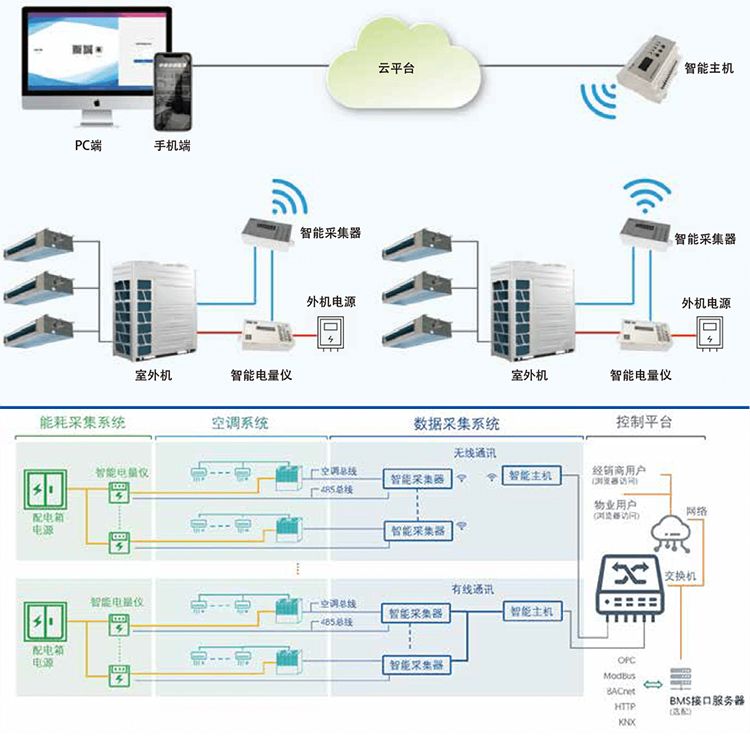 云平台
智能主机
PC端
手机端
智能采集器
智能采集器
外机电源
外机电源
室外机
智能电量仪
室外机
智能电量仪
能耗采集系统
空调系统
数据采集系统
控制平台
无线通讯
智能电量仪
空调总线
485总线
智能采集器
智能主机
经销商用户
(浏览器访问)
配电箱
电源
智能采集器
物业用户
(浏览器访问)
网络
交换机
有线通讯
智能电量仪
空调总线
485总线
智能采集器
智能主机
配电箱
电源
智能采集器
OPC
ModBus
BACnet
HTTP
KNX
BMS接口服务器
(选配)